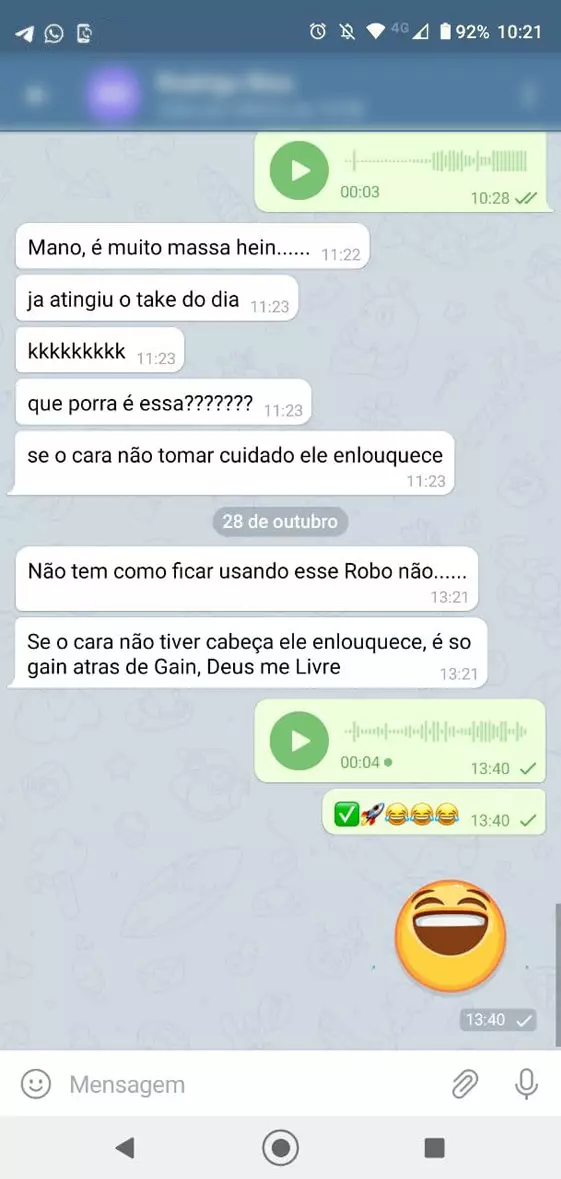 4G 92% 10:21
00:03 10:28
Mano, é muito massa hein...... 11:22
ja atingiu o take do dia 11:23
kkkkkkkkk 11:23
que porra é essa??????? 11:23
se o cara não tomar cuidado ele enlouquece
11:23
28 de outubro
Não tem como ficar usando esse Robo não......
13:21
Se o cara não tiver cabeça ele enlouquece, é so
gain atras de Gain, Deus me Livre 13:21
00:04 13:40
✅🚀😂😂😂 13:40
13:40
Mensagem